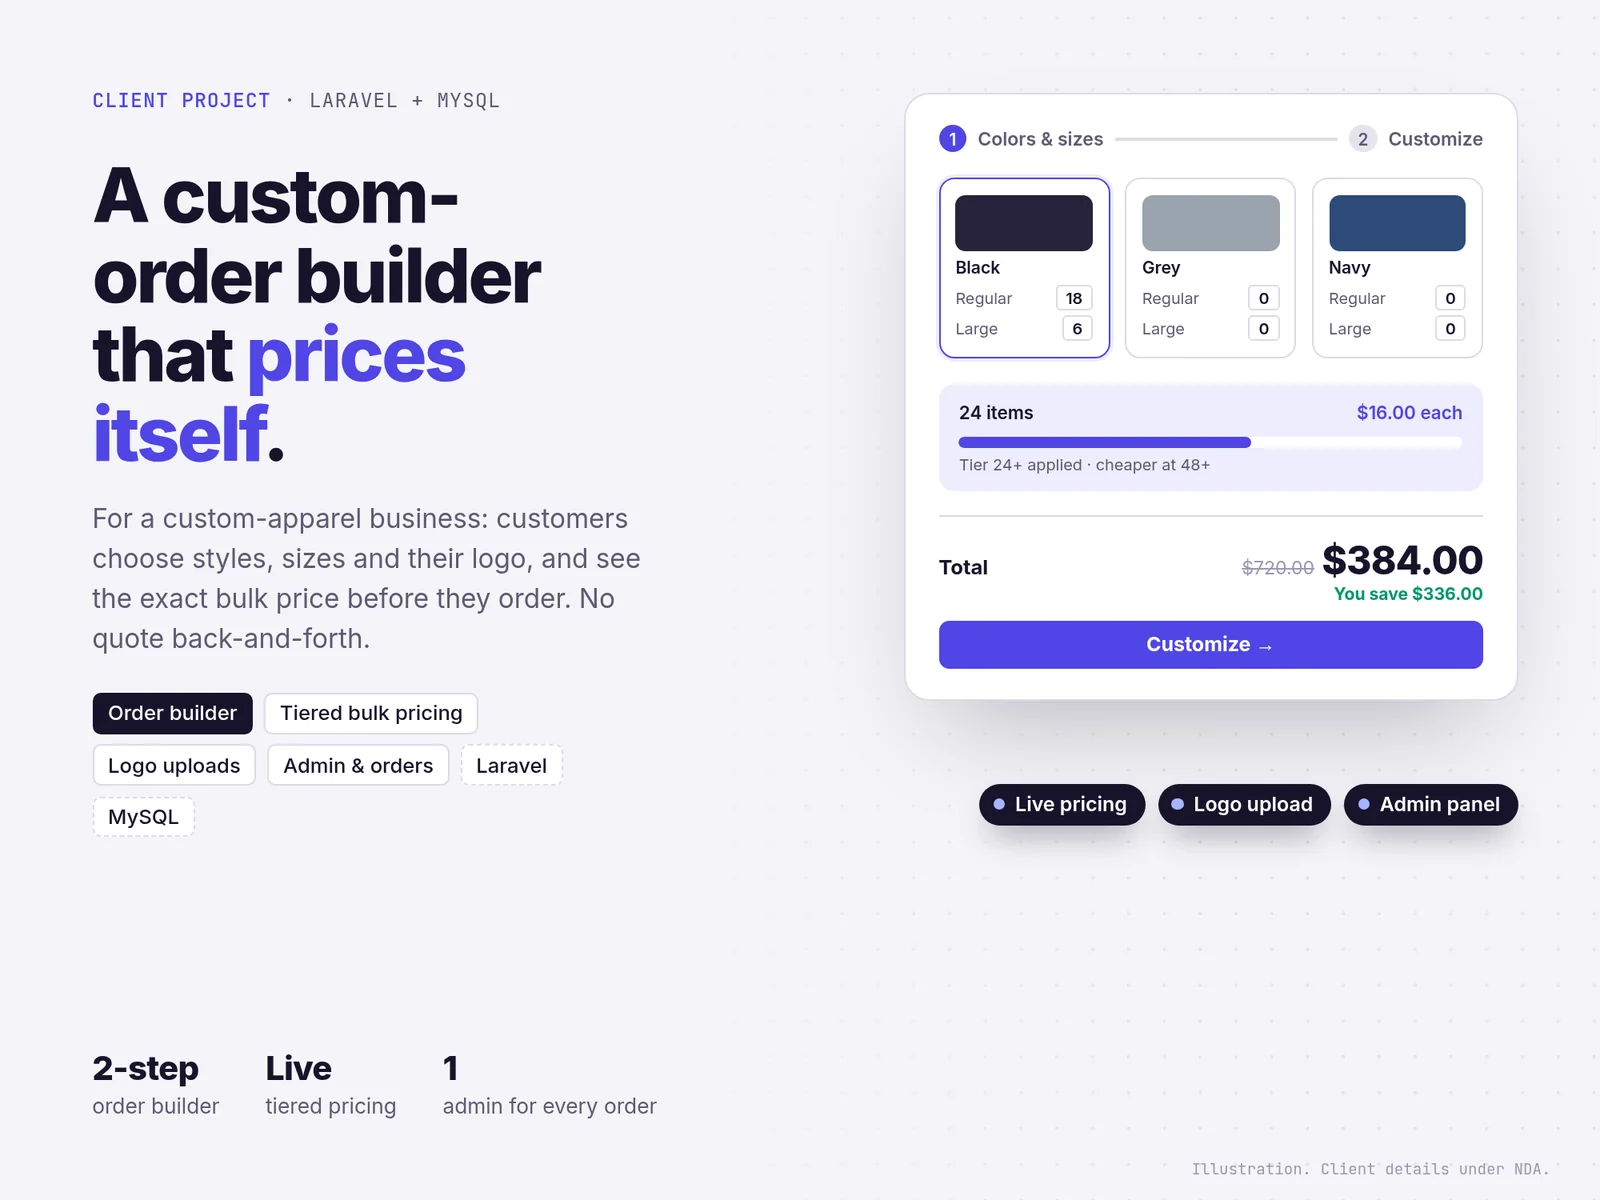 CLIENT PROJECT · LARAVEL + MYSQL
A custom-
order builder
that prices
itself.
For a custom-apparel business: customers
choose styles, sizes and their logo, and see
the exact bulk price before they order. No
quote back-and-forth.
Order builder Tiered bulk pricing
Logo uploads Admin & orders Laravel
MySQL
2-step Live 1
order builder tiered pricing admin for every order
1 Colors & sizes 2 Customize
Black Grey Navy
Regular 18 Regular 0 Regular 0
Large 6 Large 0 Large 0
24 items $16.00 each
Tier 24+ applied · cheaper at 48+
Total $720.00 $384.00
You save $336.00
Customize →
Live pricing Logo upload Admin panel
Illustration. Client details under NDA.